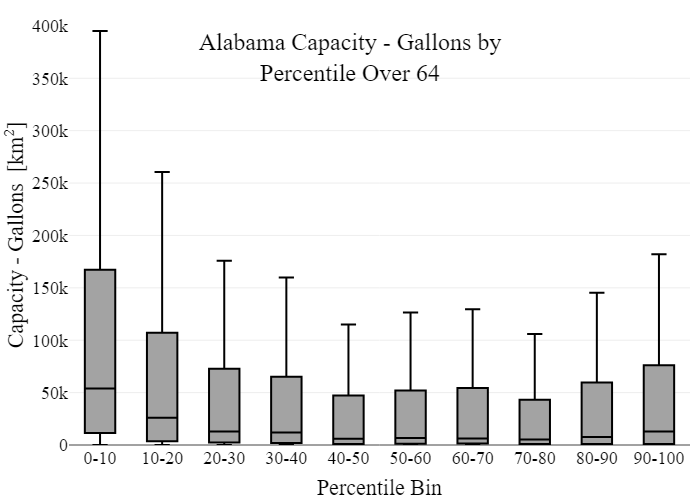 Alabama Capacity - Gallons by
Percentile Over 64
Capacity - Gallons [km²]
400k
350k
300k
250k
200k
150k
100k
50k
0
0-10 10-20 20-30 30-40 40-50 50-60 60-70 70-80 80-90 90-100
Percentile Bin